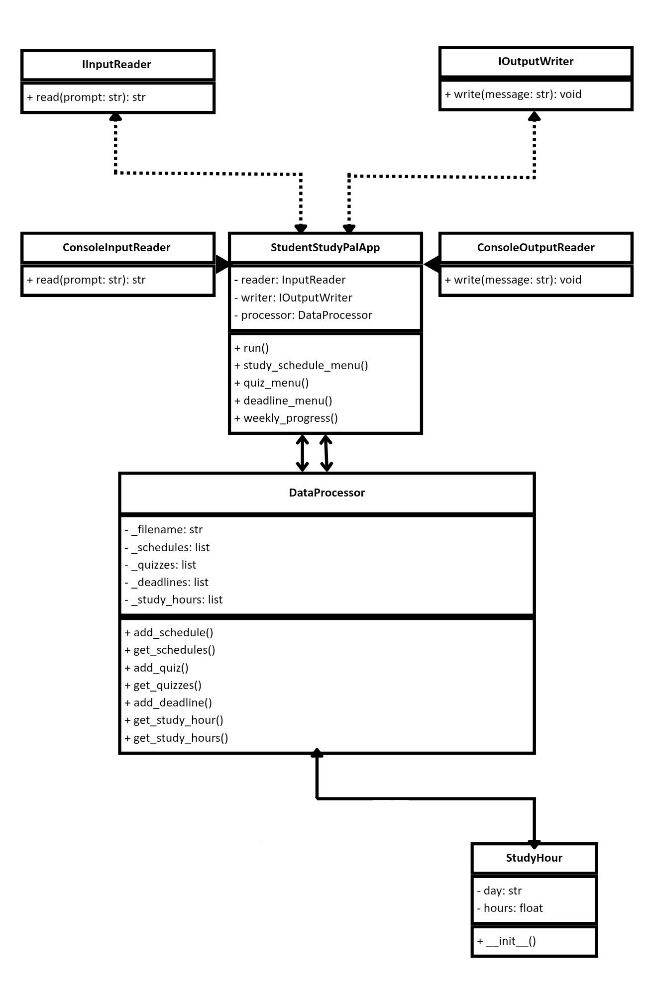 IInputReader
+ read(prompt: str): str
IOutputWriter
+ write(message: str): void
ConsoleInputReader
+ read(prompt: str): str
StudentStudyPalApp
- reader: InputReader
- writer: IOutputWriter
- processor: DataProcessor
+ run()
+ study_schedule_menu()
+ quiz_menu()
+ deadline_menu()
+ weekly_progress()
ConsoleOutputReader
+ write(message: str): void
DataProcessor
- _filename: str
- _schedules: list
- _quizzes: list
- _deadlines: list
- _study_hours: list
+ add_schedule()
+ get_schedules()
+ add_quiz()
+ get_quizzes()
+ add_deadline()
+ get_study_hour()
+ get_study_hours()
StudyHour
- day: str
- hours: float
+ __init__()